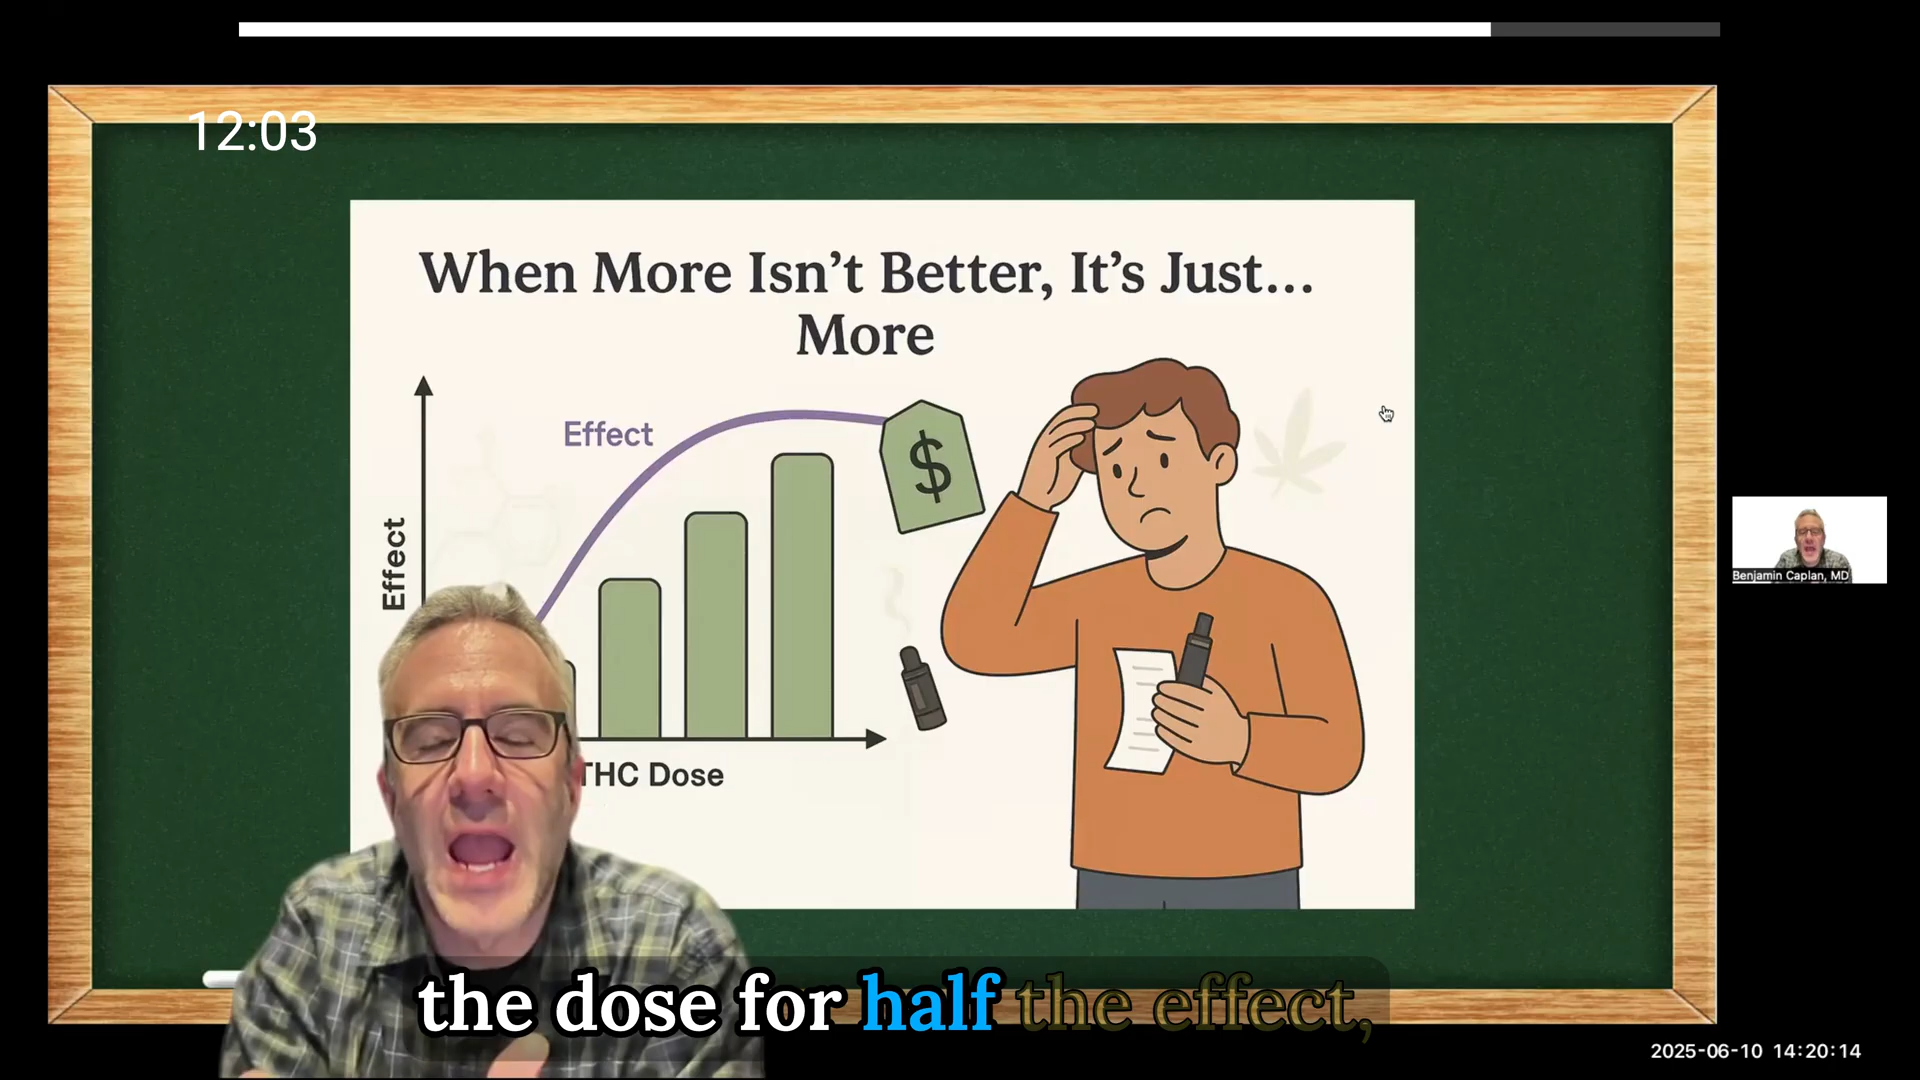 12:03
When More Isn't Better, It's Just...
More
Effect
$
Effect
THC Dose
Benjamin Caplan, MD
the dose for half the effect,
2025-06-10 14:20:14